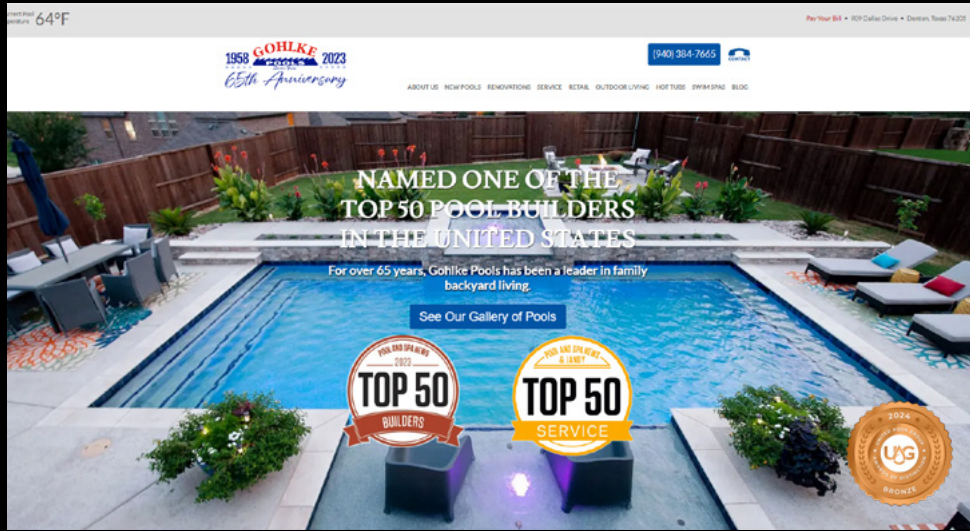 64°F
Pay Your Bill • 909 Dallas Drive • Denton, Texas 76205
1958 GOHLKE POOLS 2023
65th Anniversary
(940) 384-7665
CONTACT
ABOUT US NEW POOLS RENOVATIONS SERVICE RETAIL OUTDOOR LIVING HOT TUBS SWIM SPAS BLOG
NAMED ONE OF THE
TOP 50 POOL BUILDERS
IN THE UNITED STATES
For over 65 years, Gohlke Pools has been a leader in family
backyard living.
See Our Gallery of Pools
POOL AND SPA NEWS
2023
TOP 50
BUILDERS
POOL AND SPA NEWS
& JANDY
TOP 50
SERVICE
2024
BRONZE